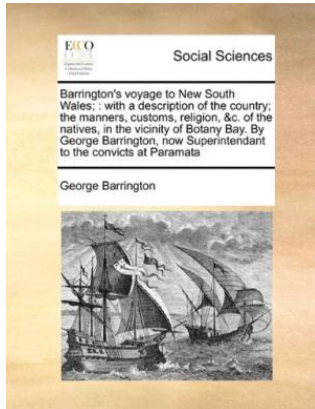 ECCO
Social Sciences
Barrington's voyage to New South
Wales; : with a description of the country;
the manners, customs, religion, &c. of the
natives, in the vicinity of Botany Bay. By
George Barrington, now Superintendant
to the convicts at Paramata
George Barrington